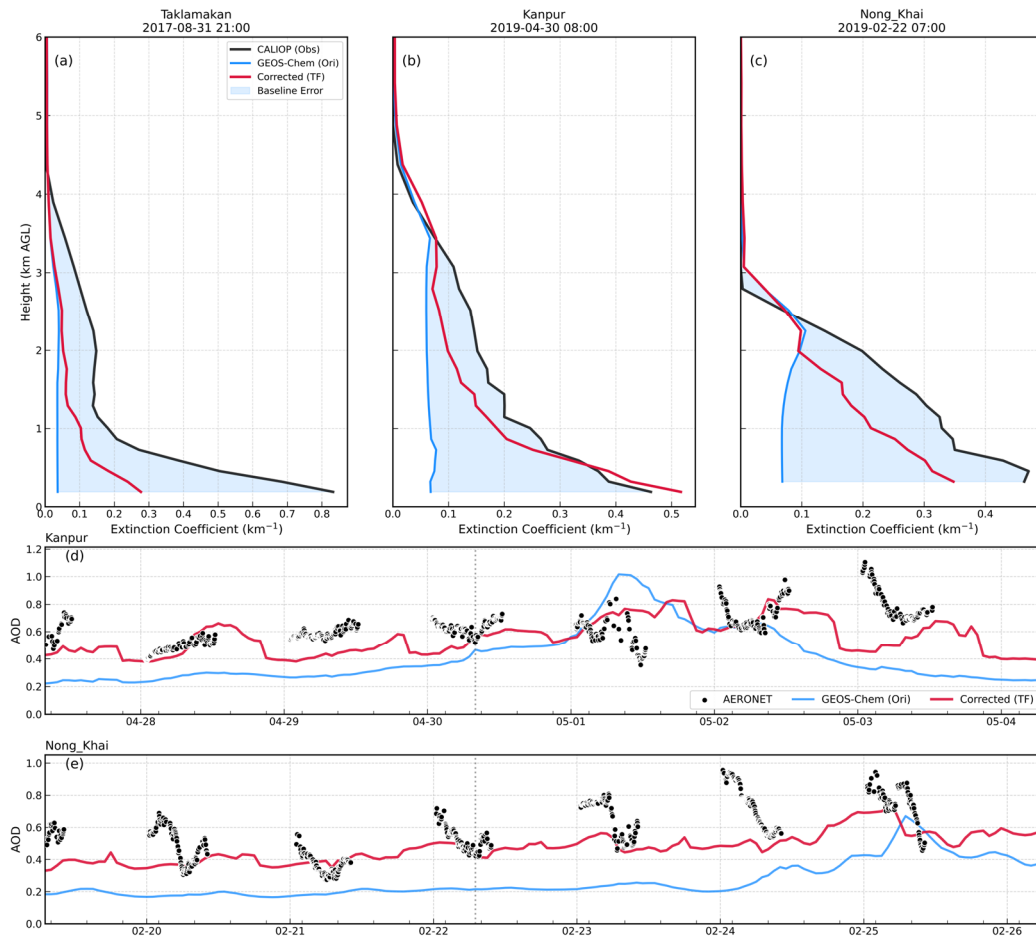 Taklamakan
2017-08-31 21:00
Kanpur
2019-04-30 08:00
Nong_Khai
2019-02-22 07:00
(a)
CALIOP (Obs)
GEOS-Chem (Ori)
Corrected (TF)
Baseline Error
(b)
(c)
Height (km AGL)
6
5
4
3
2
1
0
0.0 0.1 0.2 0.3 0.4 0.5 0.6 0.7 0.8
Extinction Coefficient (km⁻¹)
0.0 0.1 0.2 0.3 0.4 0.5
Extinction Coefficient (km⁻¹)
0.0 0.1 0.2 0.3 0.4
Extinction Coefficient (km⁻¹)
Kanpur
(d)
AOD
1.2
1.0
0.8
0.6
0.4
0.2
0.0
AERONET GEOS-Chem (Ori) Corrected (TF)
04-28 04-29 04-30 05-01 05-02 05-03 05-04
Nong_Khai
(e)
AOD
1.0
0.8
0.6
0.4
0.2
0.0
02-20 02-21 02-22 02-23 02-24 02-25 02-26